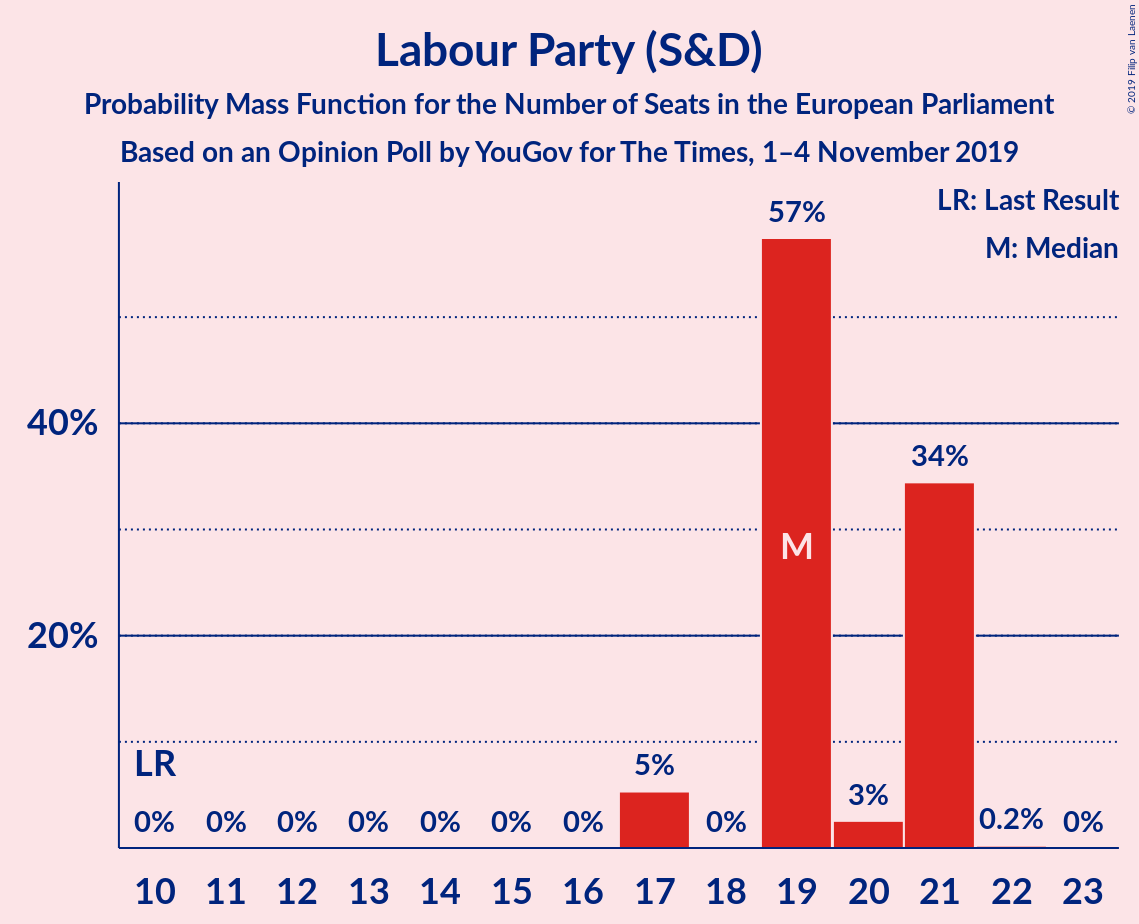 Labour Party (S&D)
Probability Mass Function for the Number of Seats in the European Parliament
Based on an Opinion Poll by YouGov for The Times, 1–4 November 2019
© 2019 Filip van Laenen
LR: Last Result
M: Median
57%
40%
34%
M
20%
LR
5%
3%
0% 0% 0% 0% 0% 0% 0% 0% 0.2% 0%
10 11 12 13 14 15 16 17 18 19 20 21 22 23